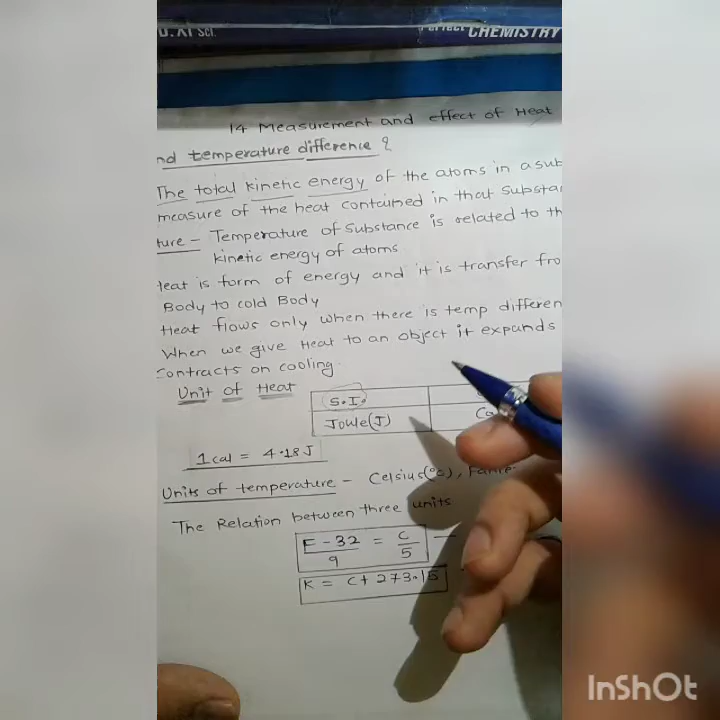 XI SCI.
CHEMISTRY
14 Measurement and effect of Heat
nd temperature difference ?
The total kinetic energy of the atoms in a sub
measure of the heat contained in that substa
ture - Temperature of substance is related to th
kinetic energy of atoms
Heat is form of energy and it is transfer fro
Body to cold Body
Heat flows only when there is temp differen
When we give Heat to an object it expands
contracts on cooling.
Unit of Heat
S.I.
Joule(J)
Ca
1 cal = 4.18 J
Units of temperature - Celsius(°c),
The Relation between three units
F - 32 / 9 = C / 5
K = C + 273.15
InShOt